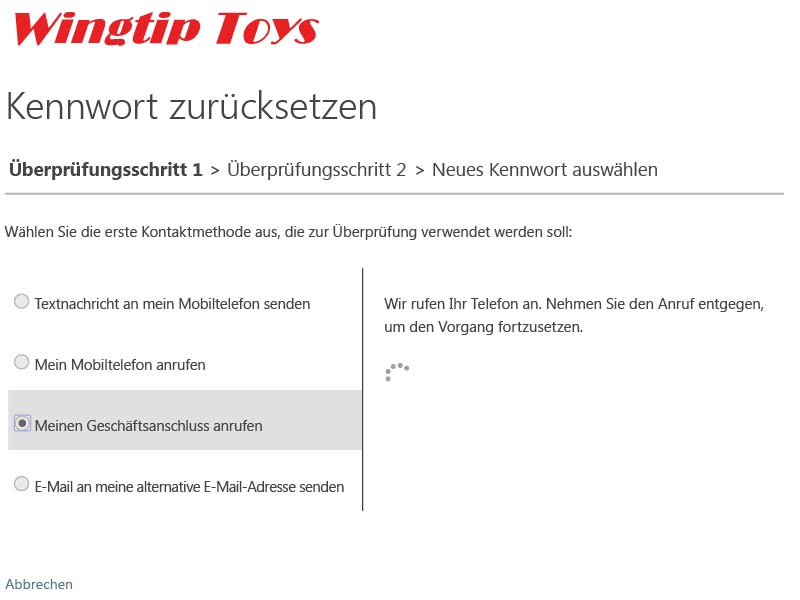 Wingtip Toys
Kennwort zurücksetzen
Überprüfungsschritt 1 > Überprüfungsschritt 2 > Neues Kennwort auswählen
Wählen Sie die erste Kontaktmethode aus, die zur Überprüfung verwendet werden soll:
Textnachricht an mein Mobiltelefon senden
Mein Mobiltelefon anrufen
Meinen Geschäftsanschluss anrufen
E-Mail an meine alternative E-Mail-Adresse senden
Wir rufen Ihr Telefon an. Nehmen Sie den Anruf entgegen,
um den Vorgang fortzusetzen.
Abbrechen